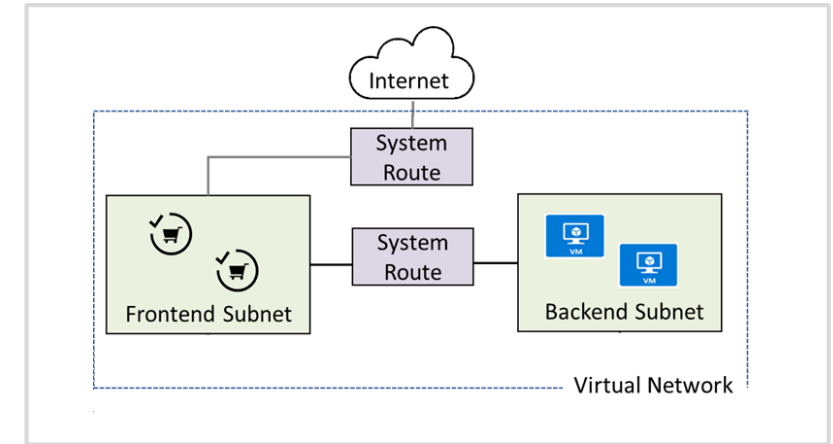 Internet
System
Route
System
Route
VM
VM
Frontend Subnet
Backend Subnet
Virtual Network